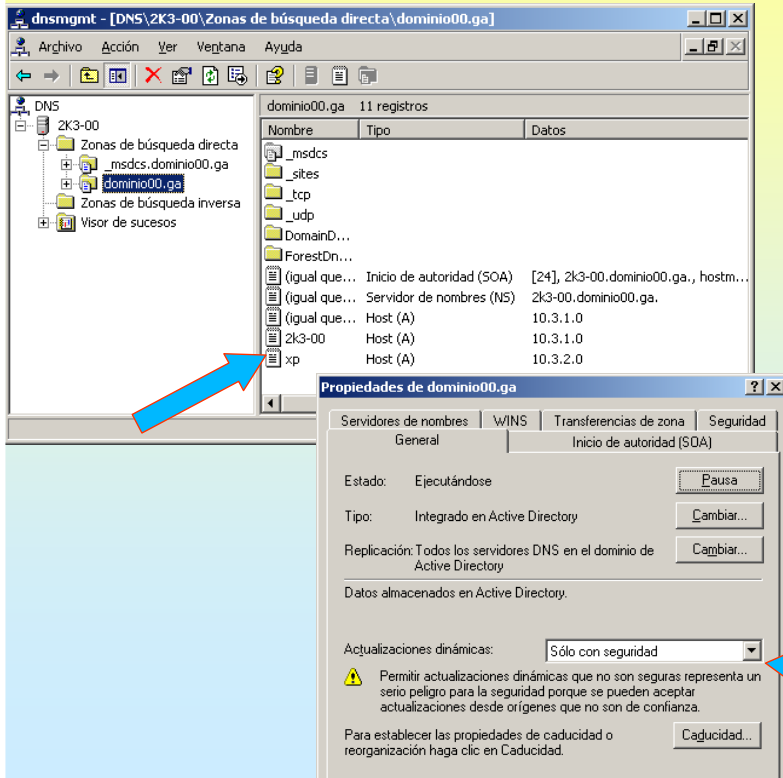 dnsmgmt - [DNS\2K3-00\Zonas de búsqueda directa\dominio00.ga]
Archivo Acción Ver Ventana Ayuda
DNS
2K3-00
Zonas de búsqueda directa
_msdcs.dominio00.ga
dominio00.ga
Zonas de búsqueda inversa
Visor de sucesos
dominio00.ga 11 registros
Nombre Tipo Datos
_msdcs
_sites
_tcp
_udp
DomainD...
ForestDn...
(igual que... Inicio de autoridad (SOA) [24], 2k3-00.dominio00.ga., hostm...
(igual que... Servidor de nombres (NS) 2k3-00.dominio00.ga.
(igual que... Host (A) 10.3.1.0
2k3-00 Host (A) 10.3.1.0
xp Host (A) 10.3.2.0
Propiedades de dominio00.ga
Servidores de nombres WINS Transferencias de zona Seguridad
General Inicio de autoridad (SOA)
Estado: Ejecutándose Pausa
Tipo: Integrado en Active Directory Cambiar...
Replicación: Todos los servidores DNS en el dominio de Cambiar...
Active Directory
Datos almacenados en Active Directory.
Actualizaciones dinámicas: Sólo con seguridad
Permitir actualizaciones dinámicas que no son seguras representa un
serio peligro para la seguridad porque se pueden aceptar
actualizaciones desde orígenes que no son de confianza.
Para establecer las propiedades de caducidad o Caducidad...
reorganización haga clic en Caducidad.